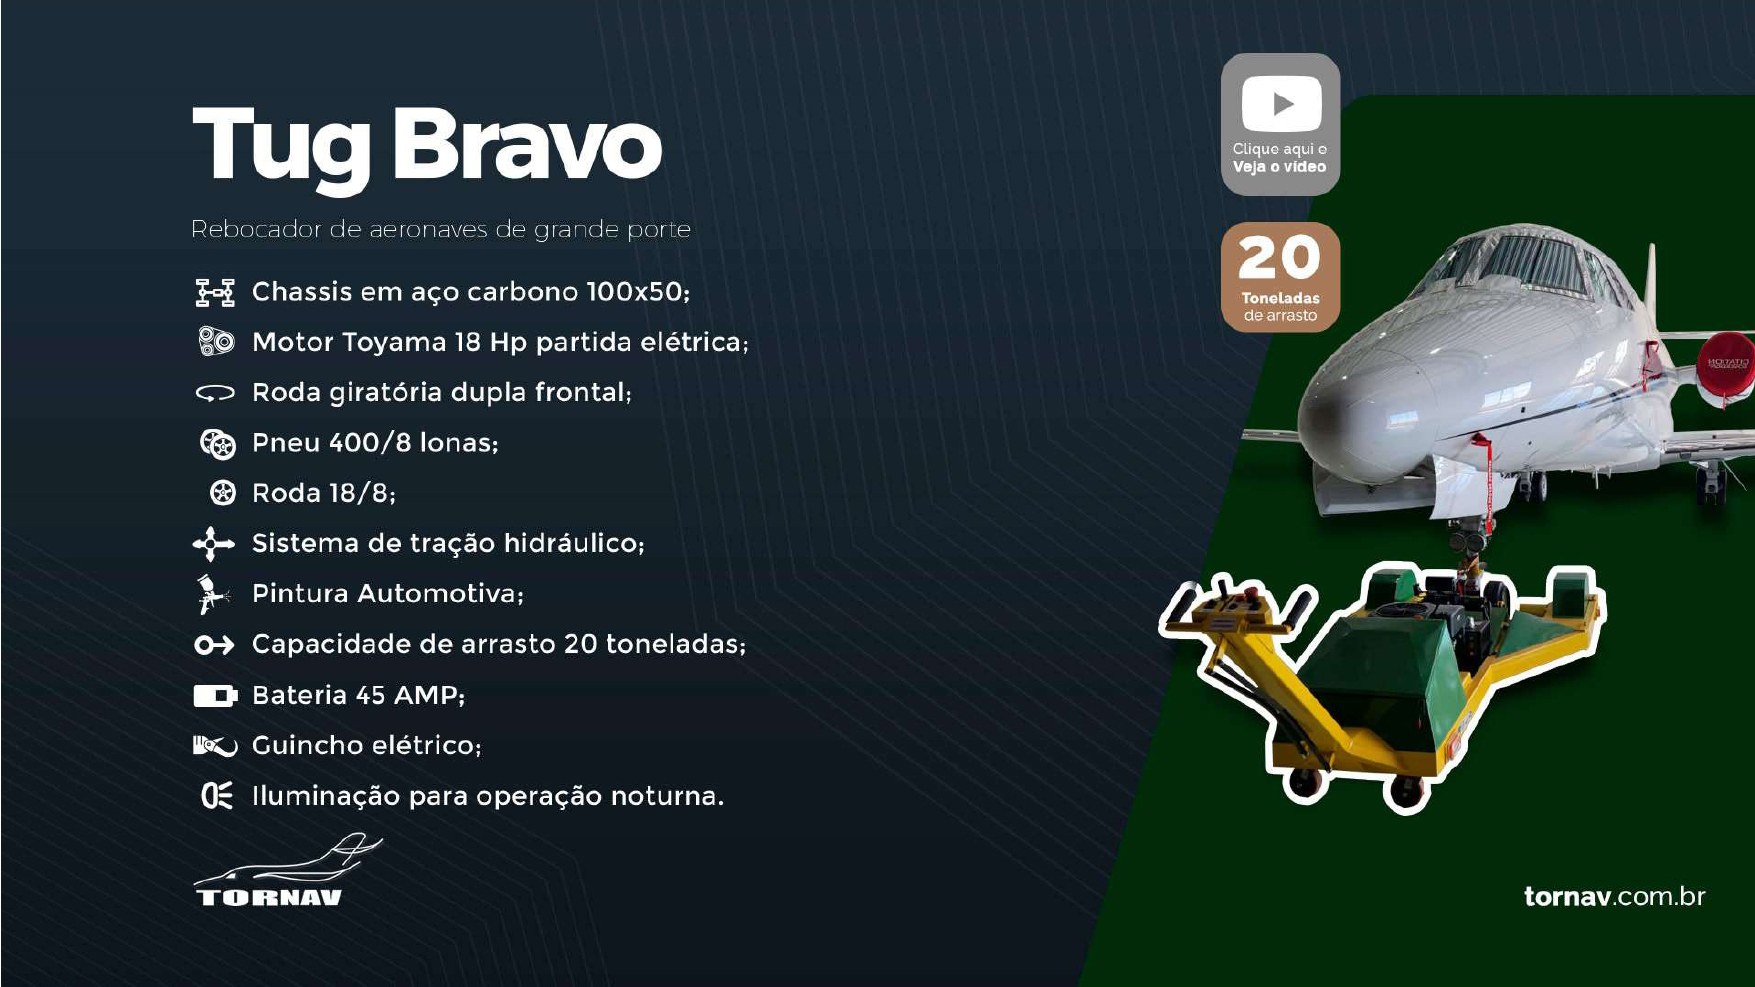 Tug Bravo
Rebocador de aeronaves de grande porte
Chassis em aço carbono 100x50;
Motor Toyama 18 Hp partida elétrica;
Roda giratória dupla frontal;
Pneu 400/8 lonas;
Roda 18/8;
Sistema de tração hidráulico;
Pintura Automotiva;
Capacidade de arrasto 20 toneladas;
Bateria 45 AMP;
Guincho elétrico;
Iluminação para operação noturna.
TORNAV
Clique aqui e
Veja o vídeo
20
Toneladas
de arrasto
tornav.com.br